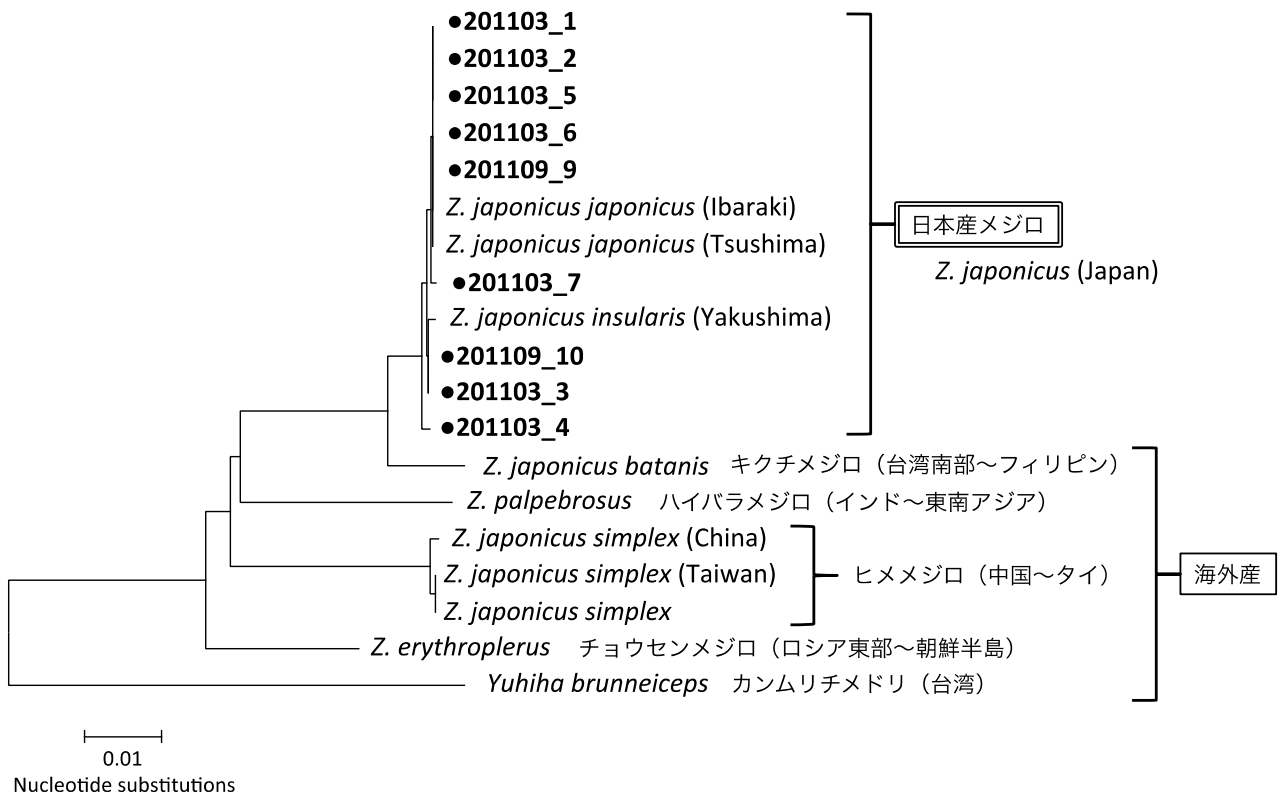 ●201103_1
●201103_2
●201103_5
●201103_6
●201109_9
Z. japonicus japonicus (Ibaraki)
Z. japonicus japonicus (Tsushima)
日本産メジロ
Z. japonicus (Japan)
●201103_7
Z. japonicus insularis (Yakushima)
●201109_10
●201103_3
●201103_4
Z. japonicus batanis キクチメジロ（台湾南部～フィリピン）
Z. palpebrosus ハイバラメジロ（インド～東南アジア）
Z. japonicus simplex (China)
Z. japonicus simplex (Taiwan)
ヒメメジロ（中国～タイ）
海外産
Z. japonicus simplex
Z. erythroplerus チョウセンメジロ（ロシア東部～朝鮮半島）
Yuhiha brunneiceps カンムリチメドリ（台湾）
0.01
Nucleotide substitutions